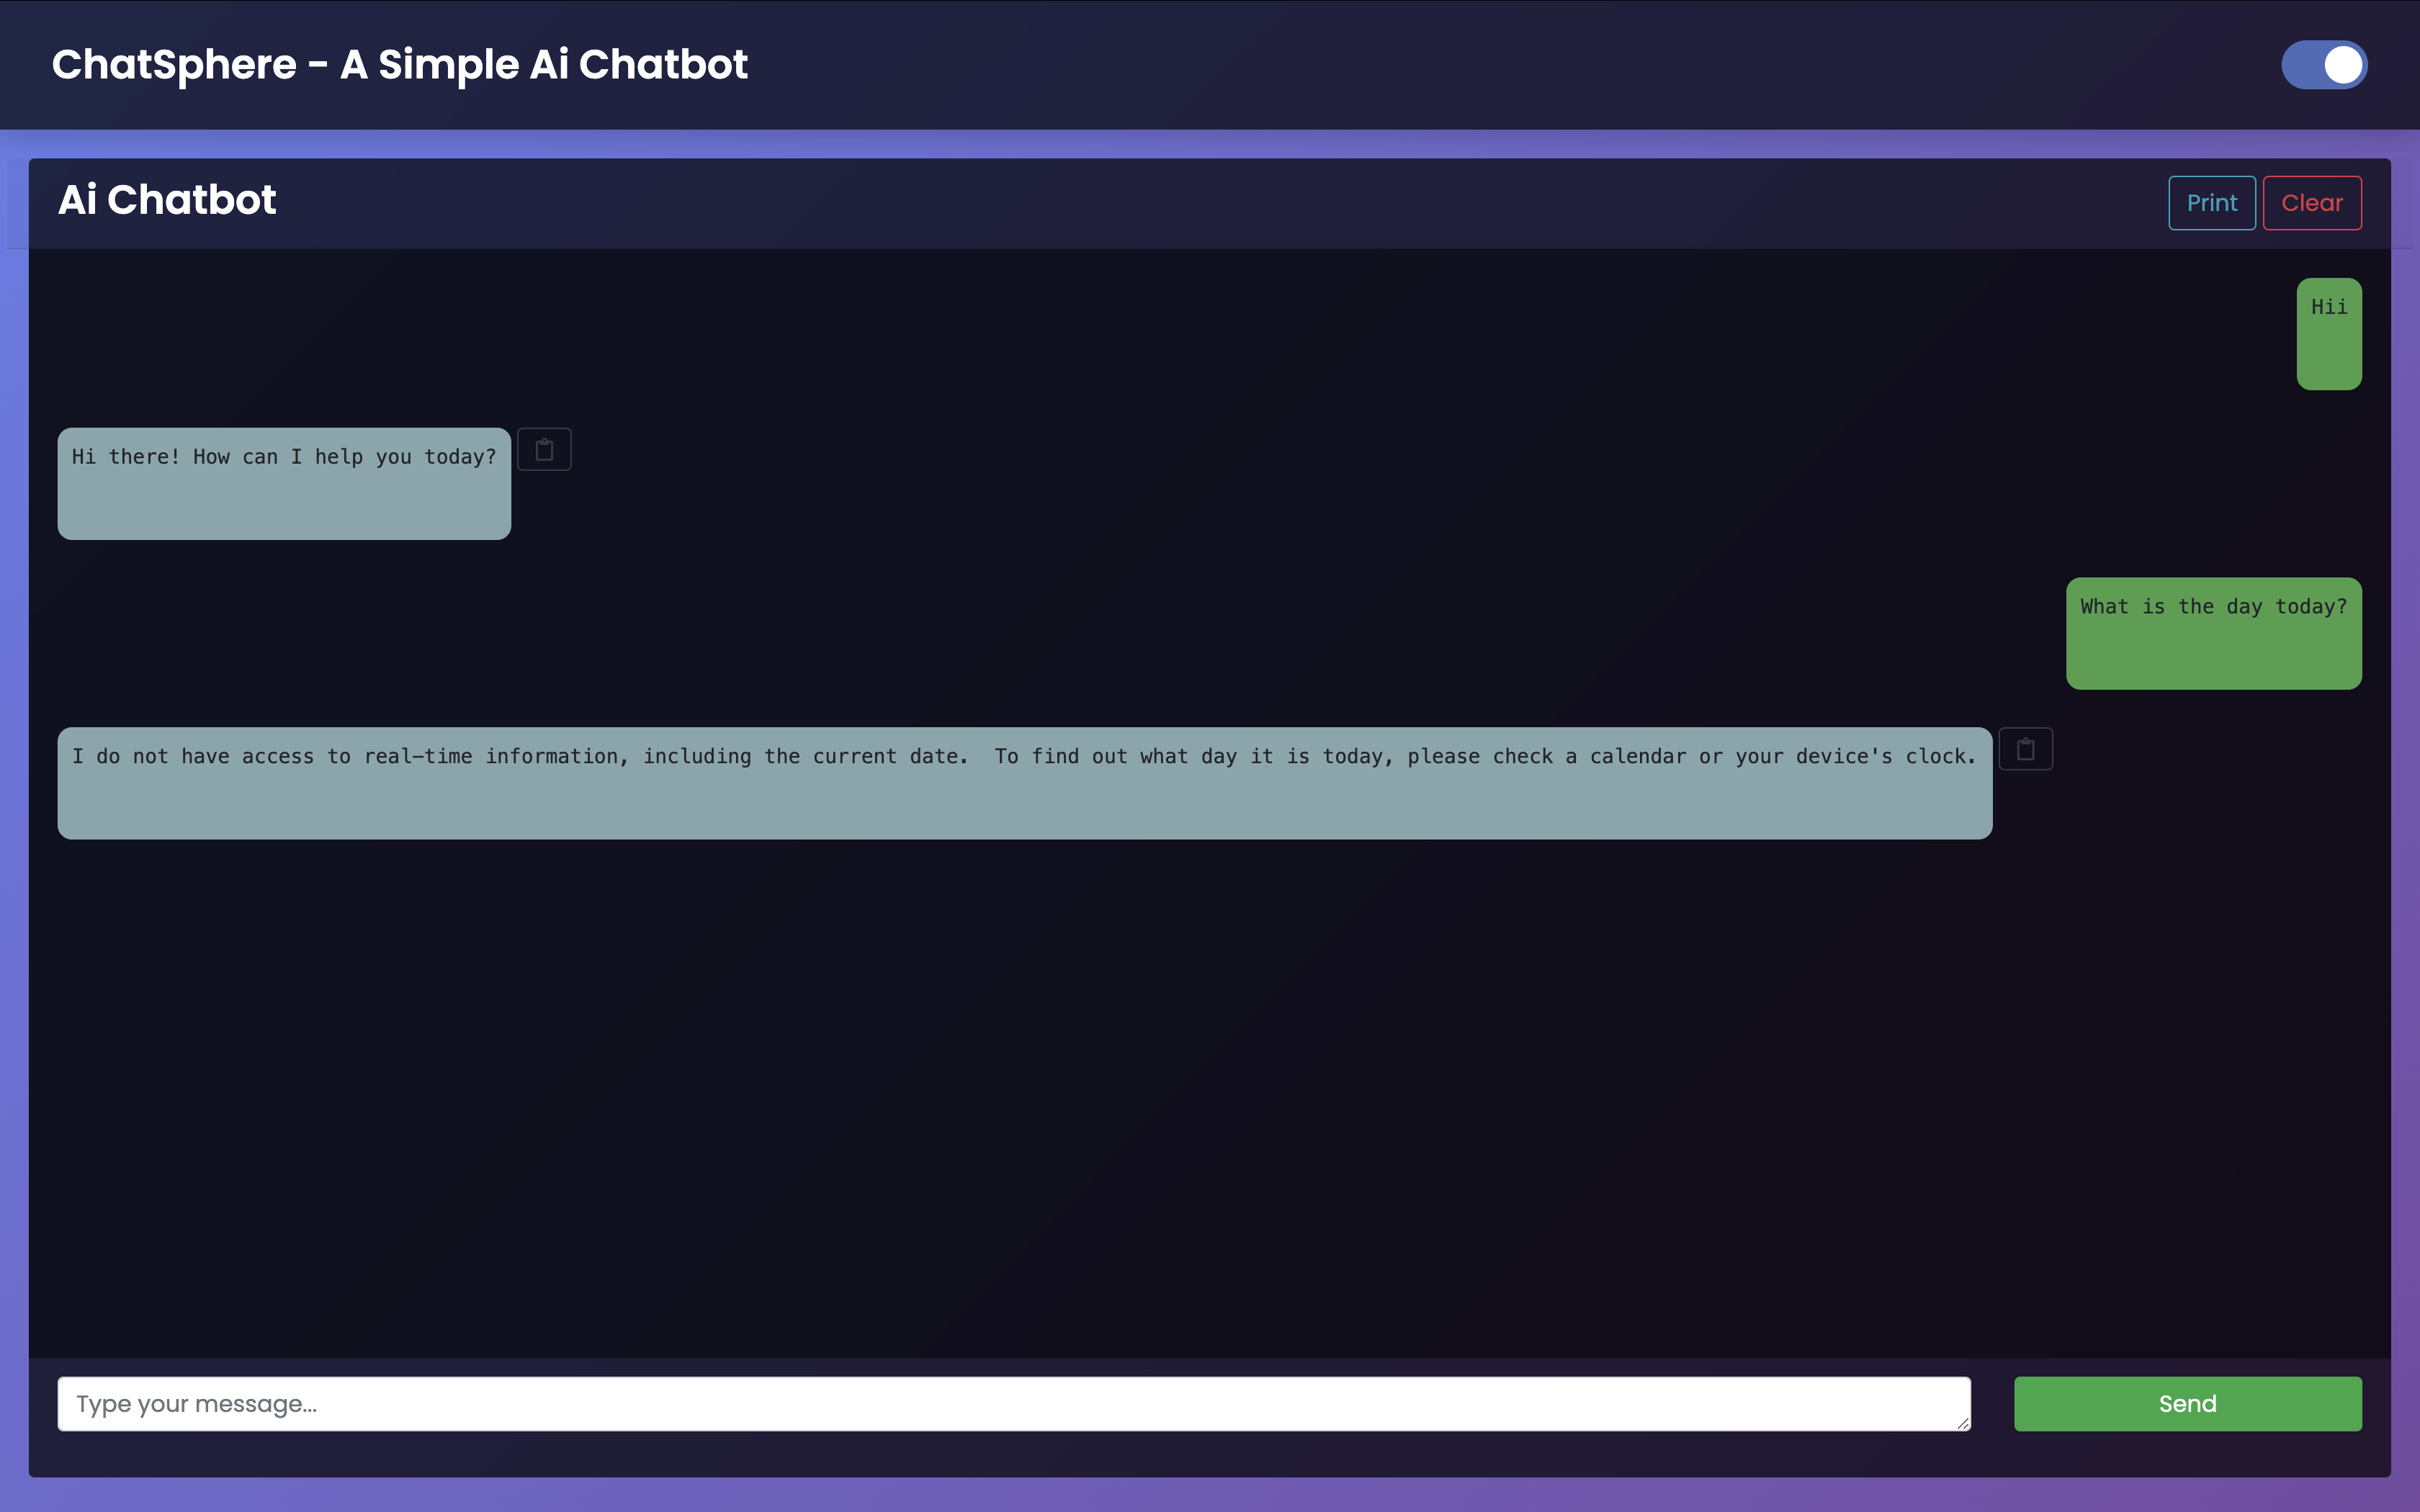 ChatSphere - A Simple Ai Chatbot
Ai Chatbot
Print
Clear
Hii
Hi there! How can I help you today?
What is the day today?
I do not have access to real-time information, including the current date.  To find out what day it is today, please check a calendar or your device's clock.
Type your message...
Send